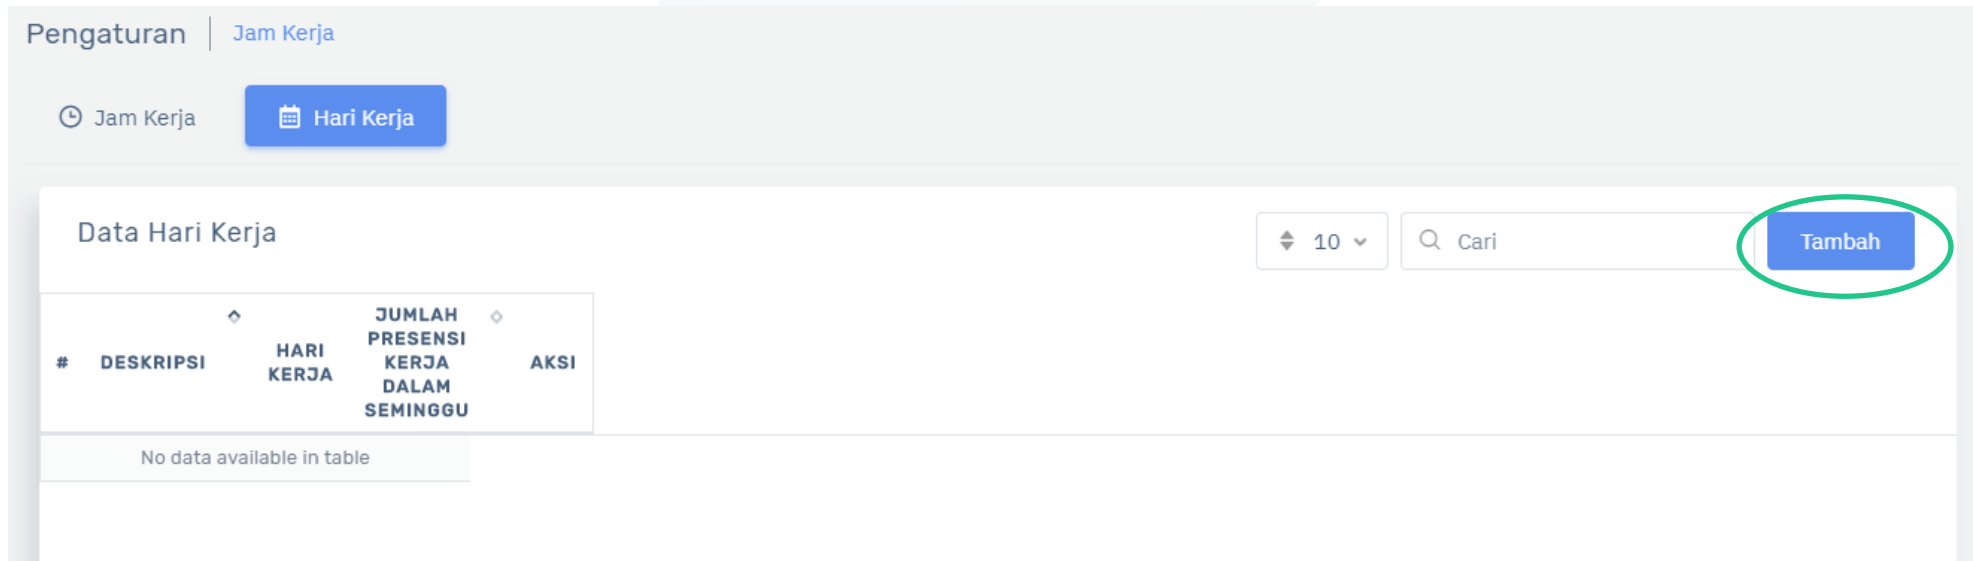 Pengaturan
Jam Kerja
Jam Kerja
Hari Kerja
Data Hari Kerja
10
Cari
Tambah
#
DESKRIPSI
HARI
KERJA
JUMLAH
PRESENSI
KERJA
DALAM
SEMINGGU
AKSI
No data available in table